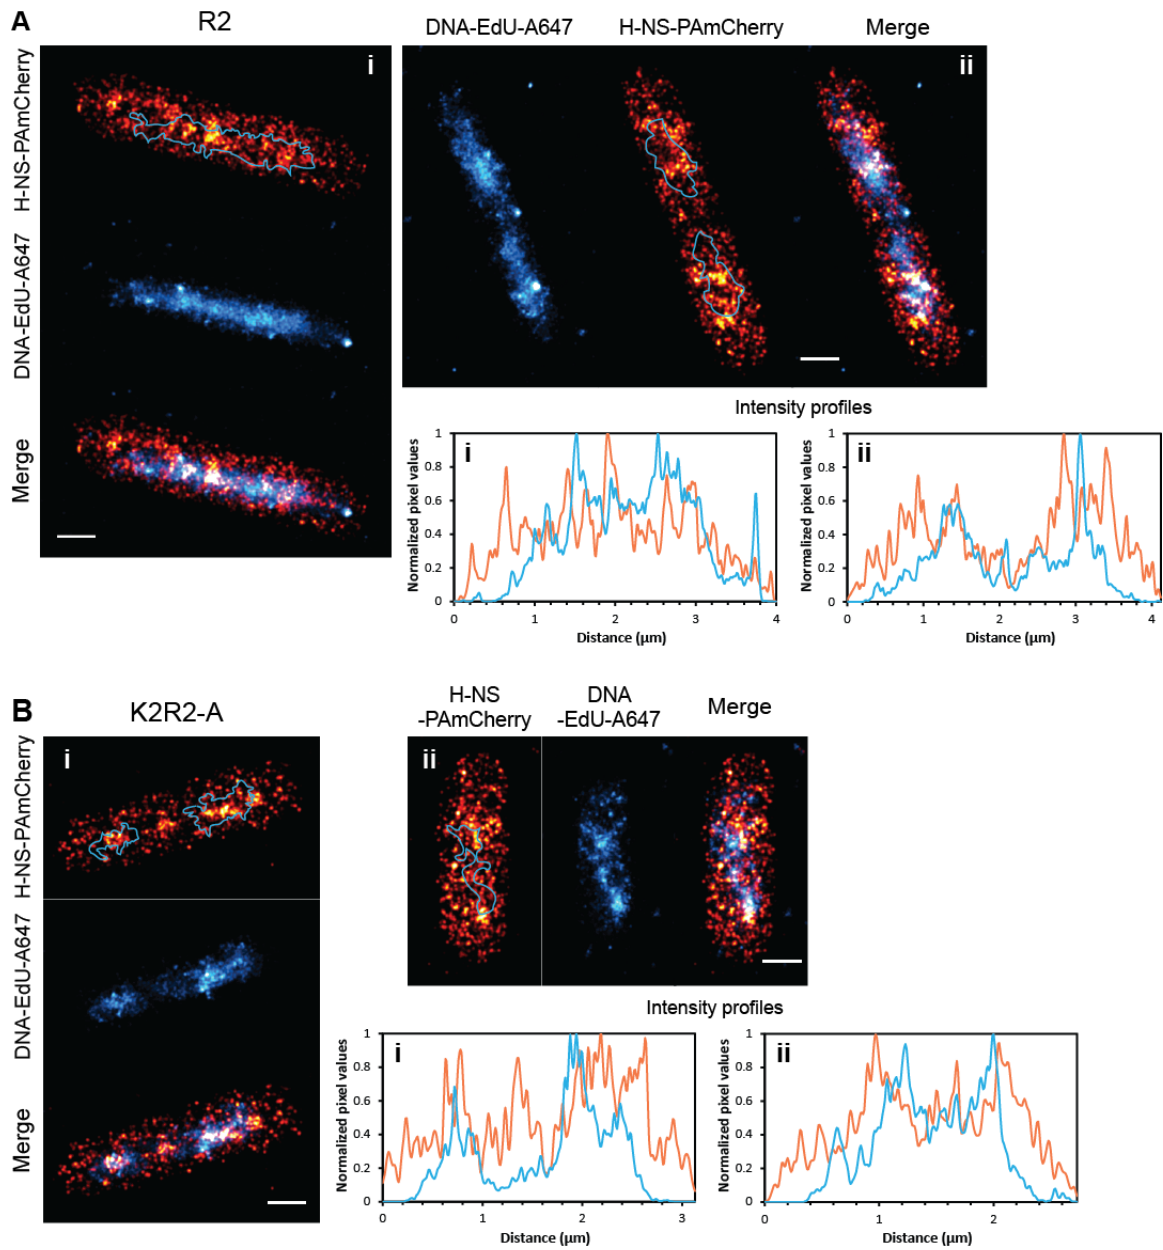 A
R2
DNA-EdU-A647
H-NS-PAmCherry
Merge
H-NS-PAmCherry
DNA-EdU-A647
Merge
i
ii
Intensity profiles
i
Normalized pixel values
1
0.8
0.6
0.4
0.2
0
0 1 2 3 4
Distance (µm)
ii
Normalized pixel values
1
0.8
0.6
0.4
0.2
0
0 1 2 3 4
Distance (µm)
B
K2R2-A
H-NS-PAmCherry
DNA-EdU-A647
Merge
i
H-NS
-PAmCherry
DNA
-EdU-A647
Merge
ii
Intensity profiles
i
Normalized pixel values
1
0.8
0.6
0.4
0.2
0
0 1 2 3
Distance (µm)
ii
Normalized pixel values
1
0.8
0.6
0.4
0.2
0
0 1 2
Distance (µm)